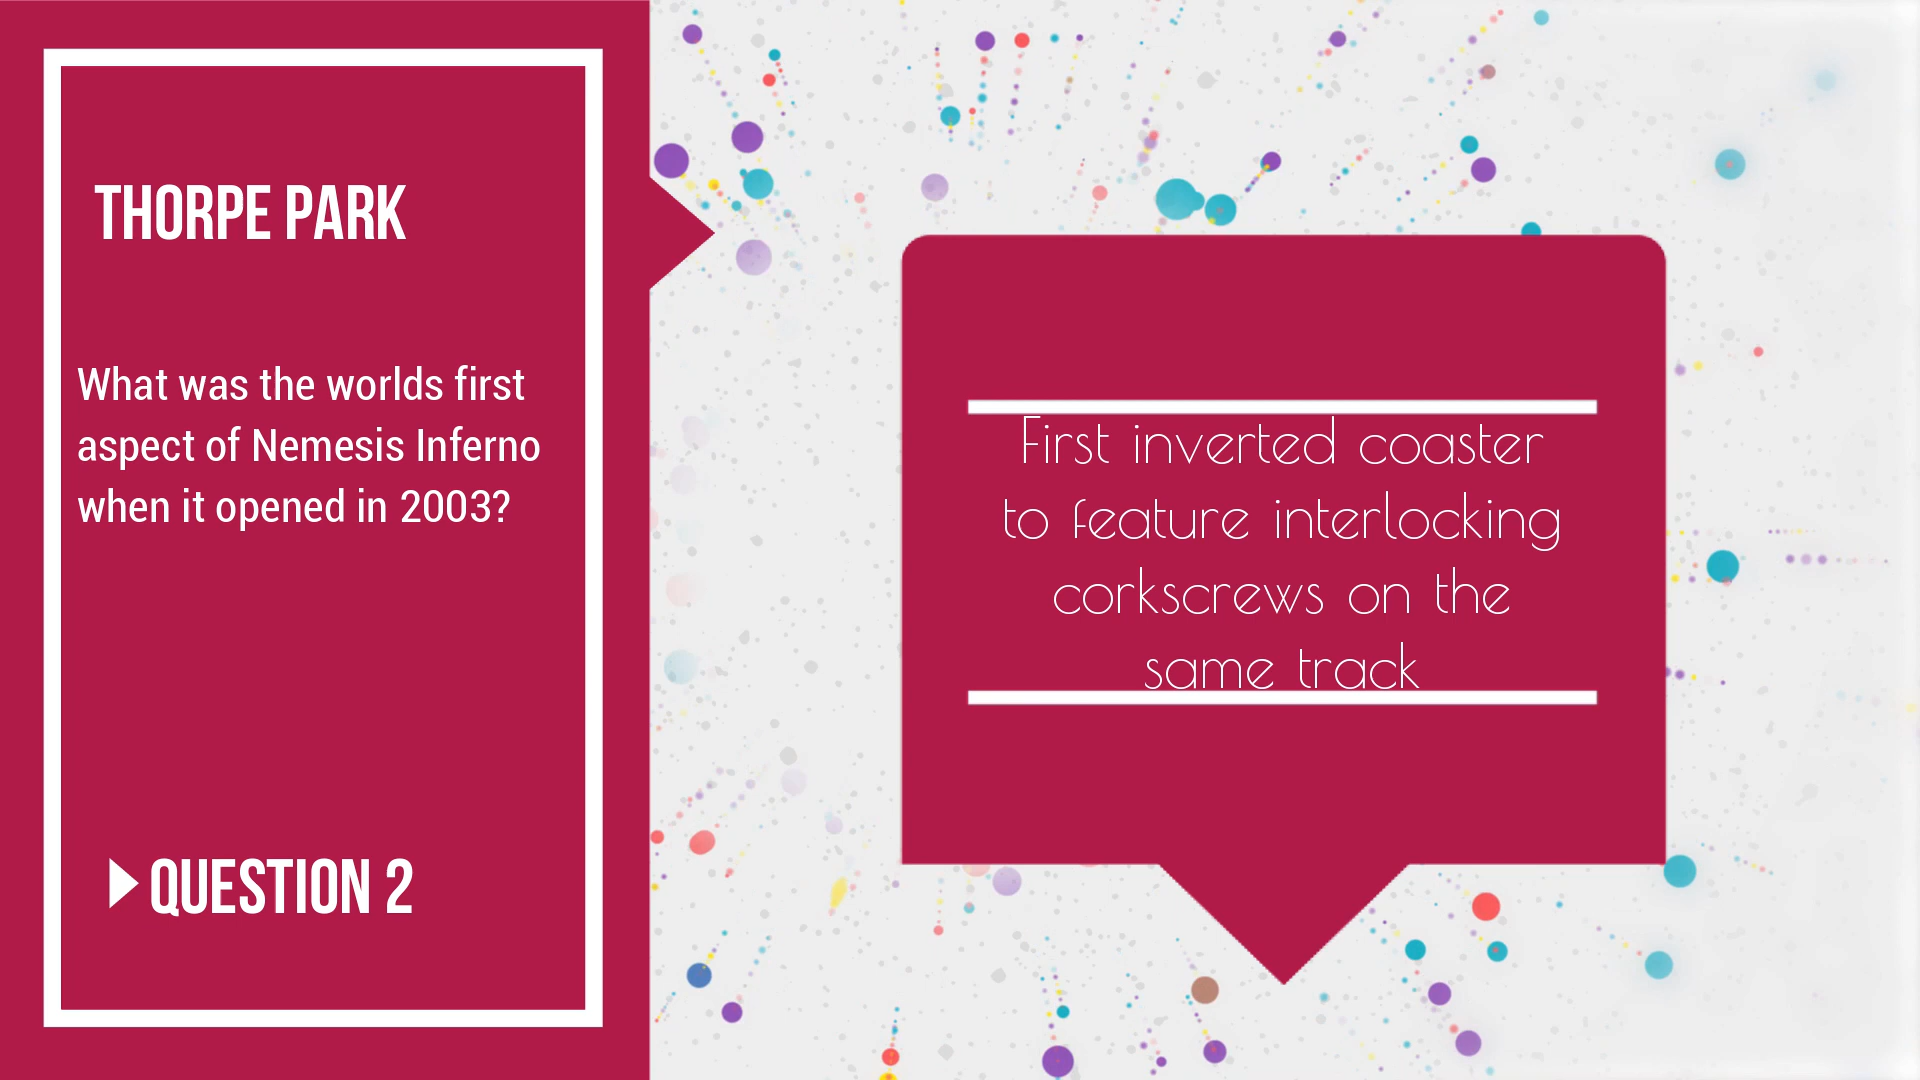 THORPE PARK
What was the worlds first
aspect of Nemesis Inferno
when it opened in 2003?
QUESTION 2
First inverted coaster
to feature interlocking
corkscrews on the
same track